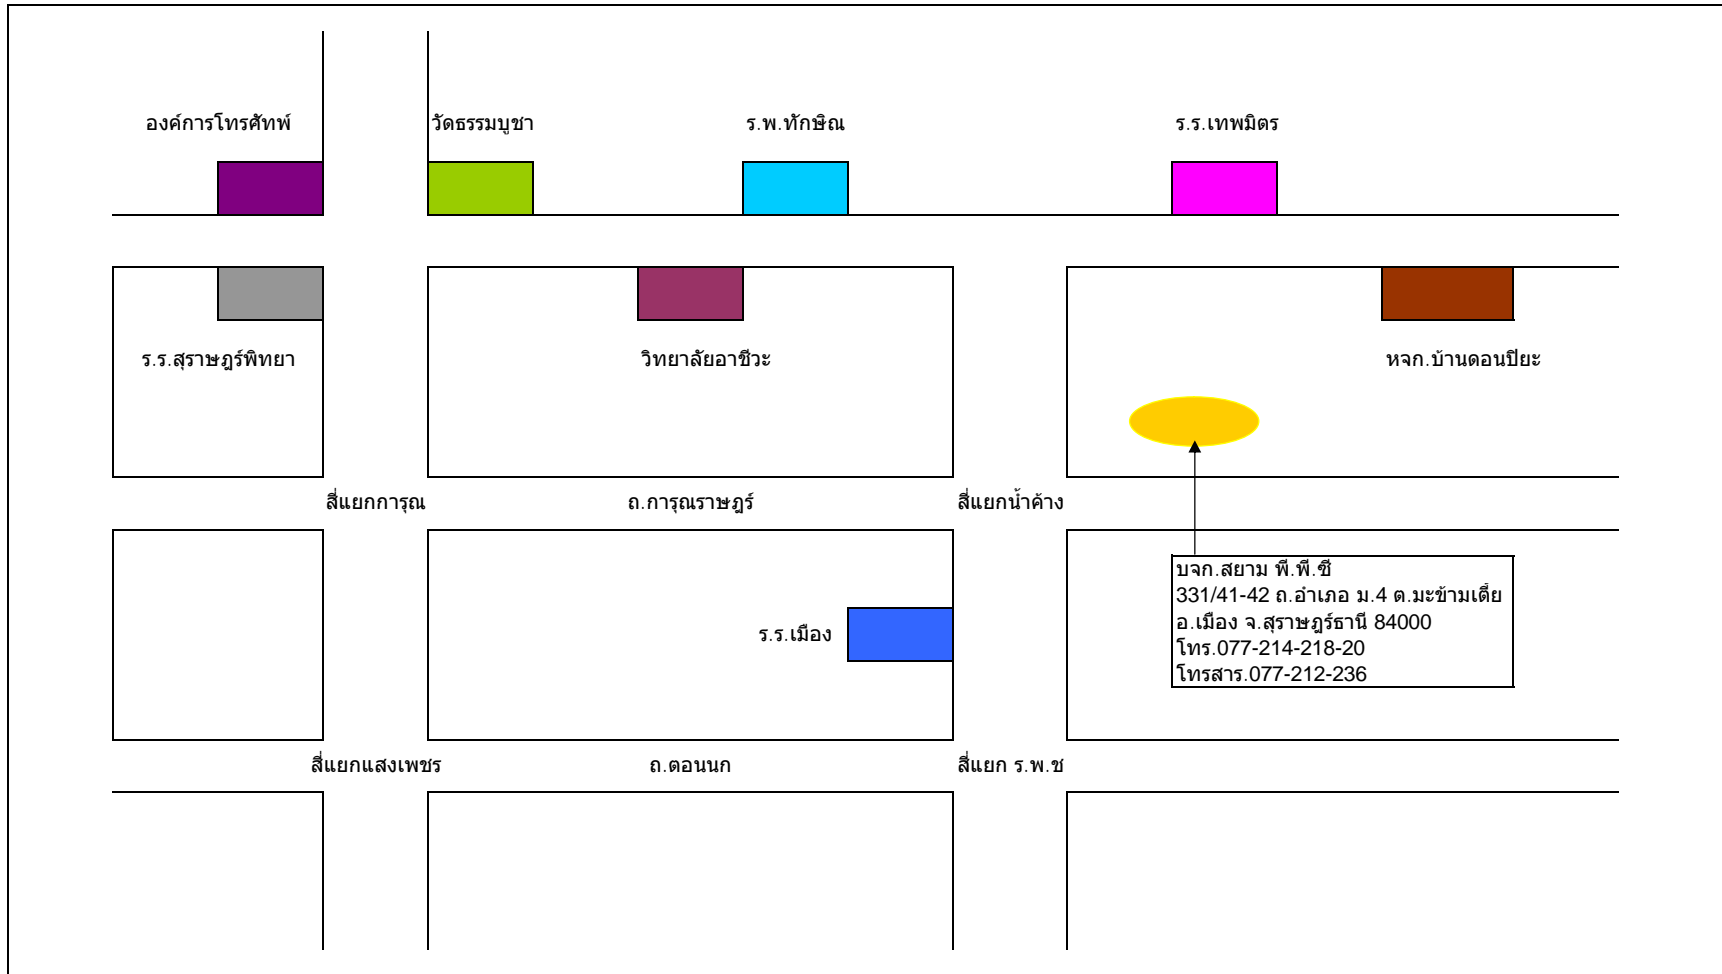 องค์การโทรศัทพ์
วัดธรรมบูชา
ร.พ.ทักษิณ
ร.ร.เทพมิตร
ร.ร.สุราษฎร์พิทยา
วิทยาลัยอาชีวะ
หจก.บ้านดอนปิยะ
สี่แยกการุณ
ถ.การุณราษฎร์
สี่แยกน้ำค้าง
บจก.สยาม พี.พี.ซี
331/41-42 ถ.อำเภอ ม.4 ต.มะข้ามเตี้ย
อ.เมือง จ.สุราษฎร์ธานี 84000
โทร.077-214-218-20
โทรสาร.077-212-236
ร.ร.เมือง
สี่แยกแสงเพชร
ถ.ตอนนก
สี่แยก ร.พ.ช